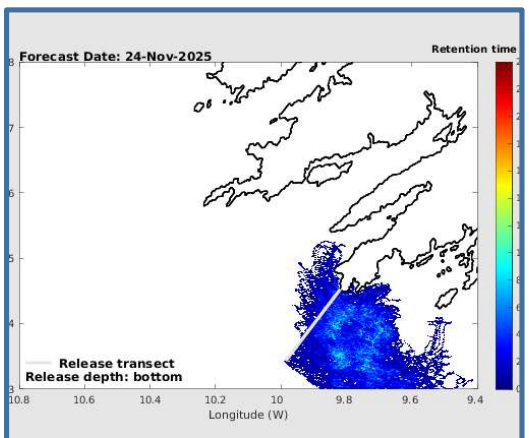 Retention time
Forecast Date: 24-Nov-2025
8
7
6
5
4
3
Release transect
Release depth: bottom
10.8 10.6 10.4 10.2 10 9.8 9.6 9.4
Longitude (W)